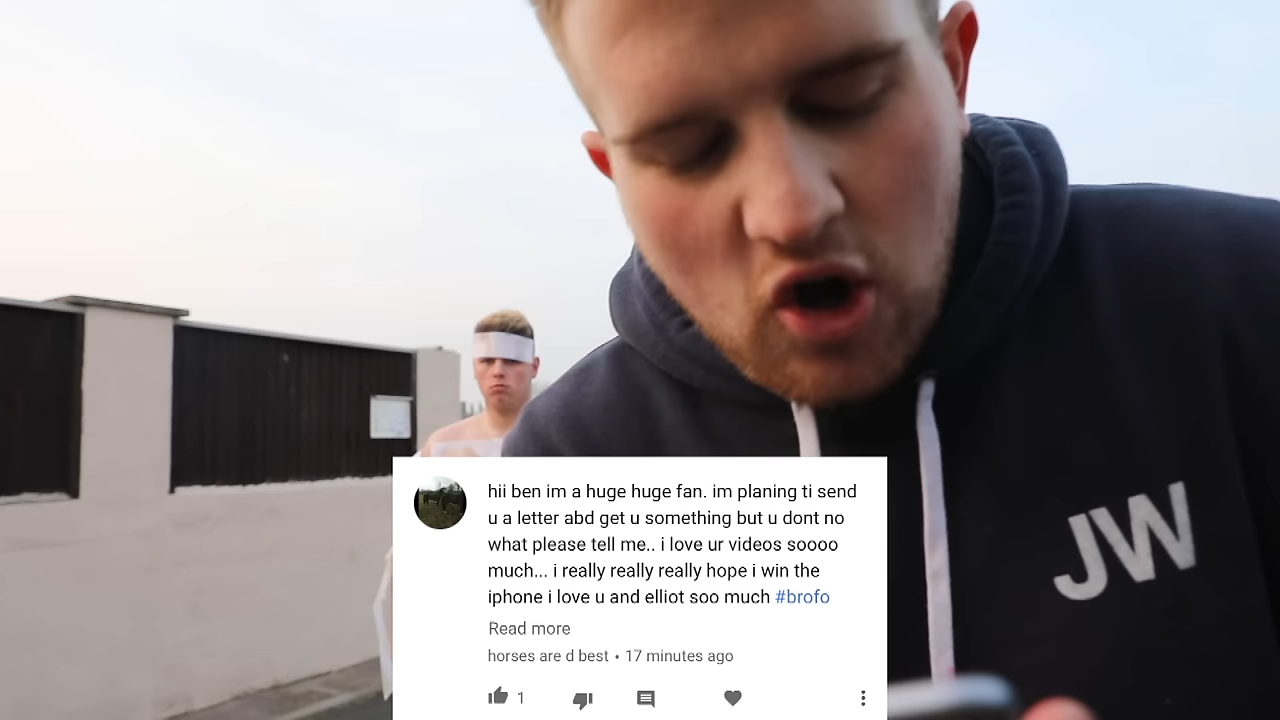 hii ben im a huge huge fan. im planing ti send
u a letter abd get u something but u dont no
what please tell me.. i love ur videos soooo
much... i really really really hope i win the
iphone i love u and elliot soo much #brofo
Read more
horses are d best • 17 minutes ago
1
JW